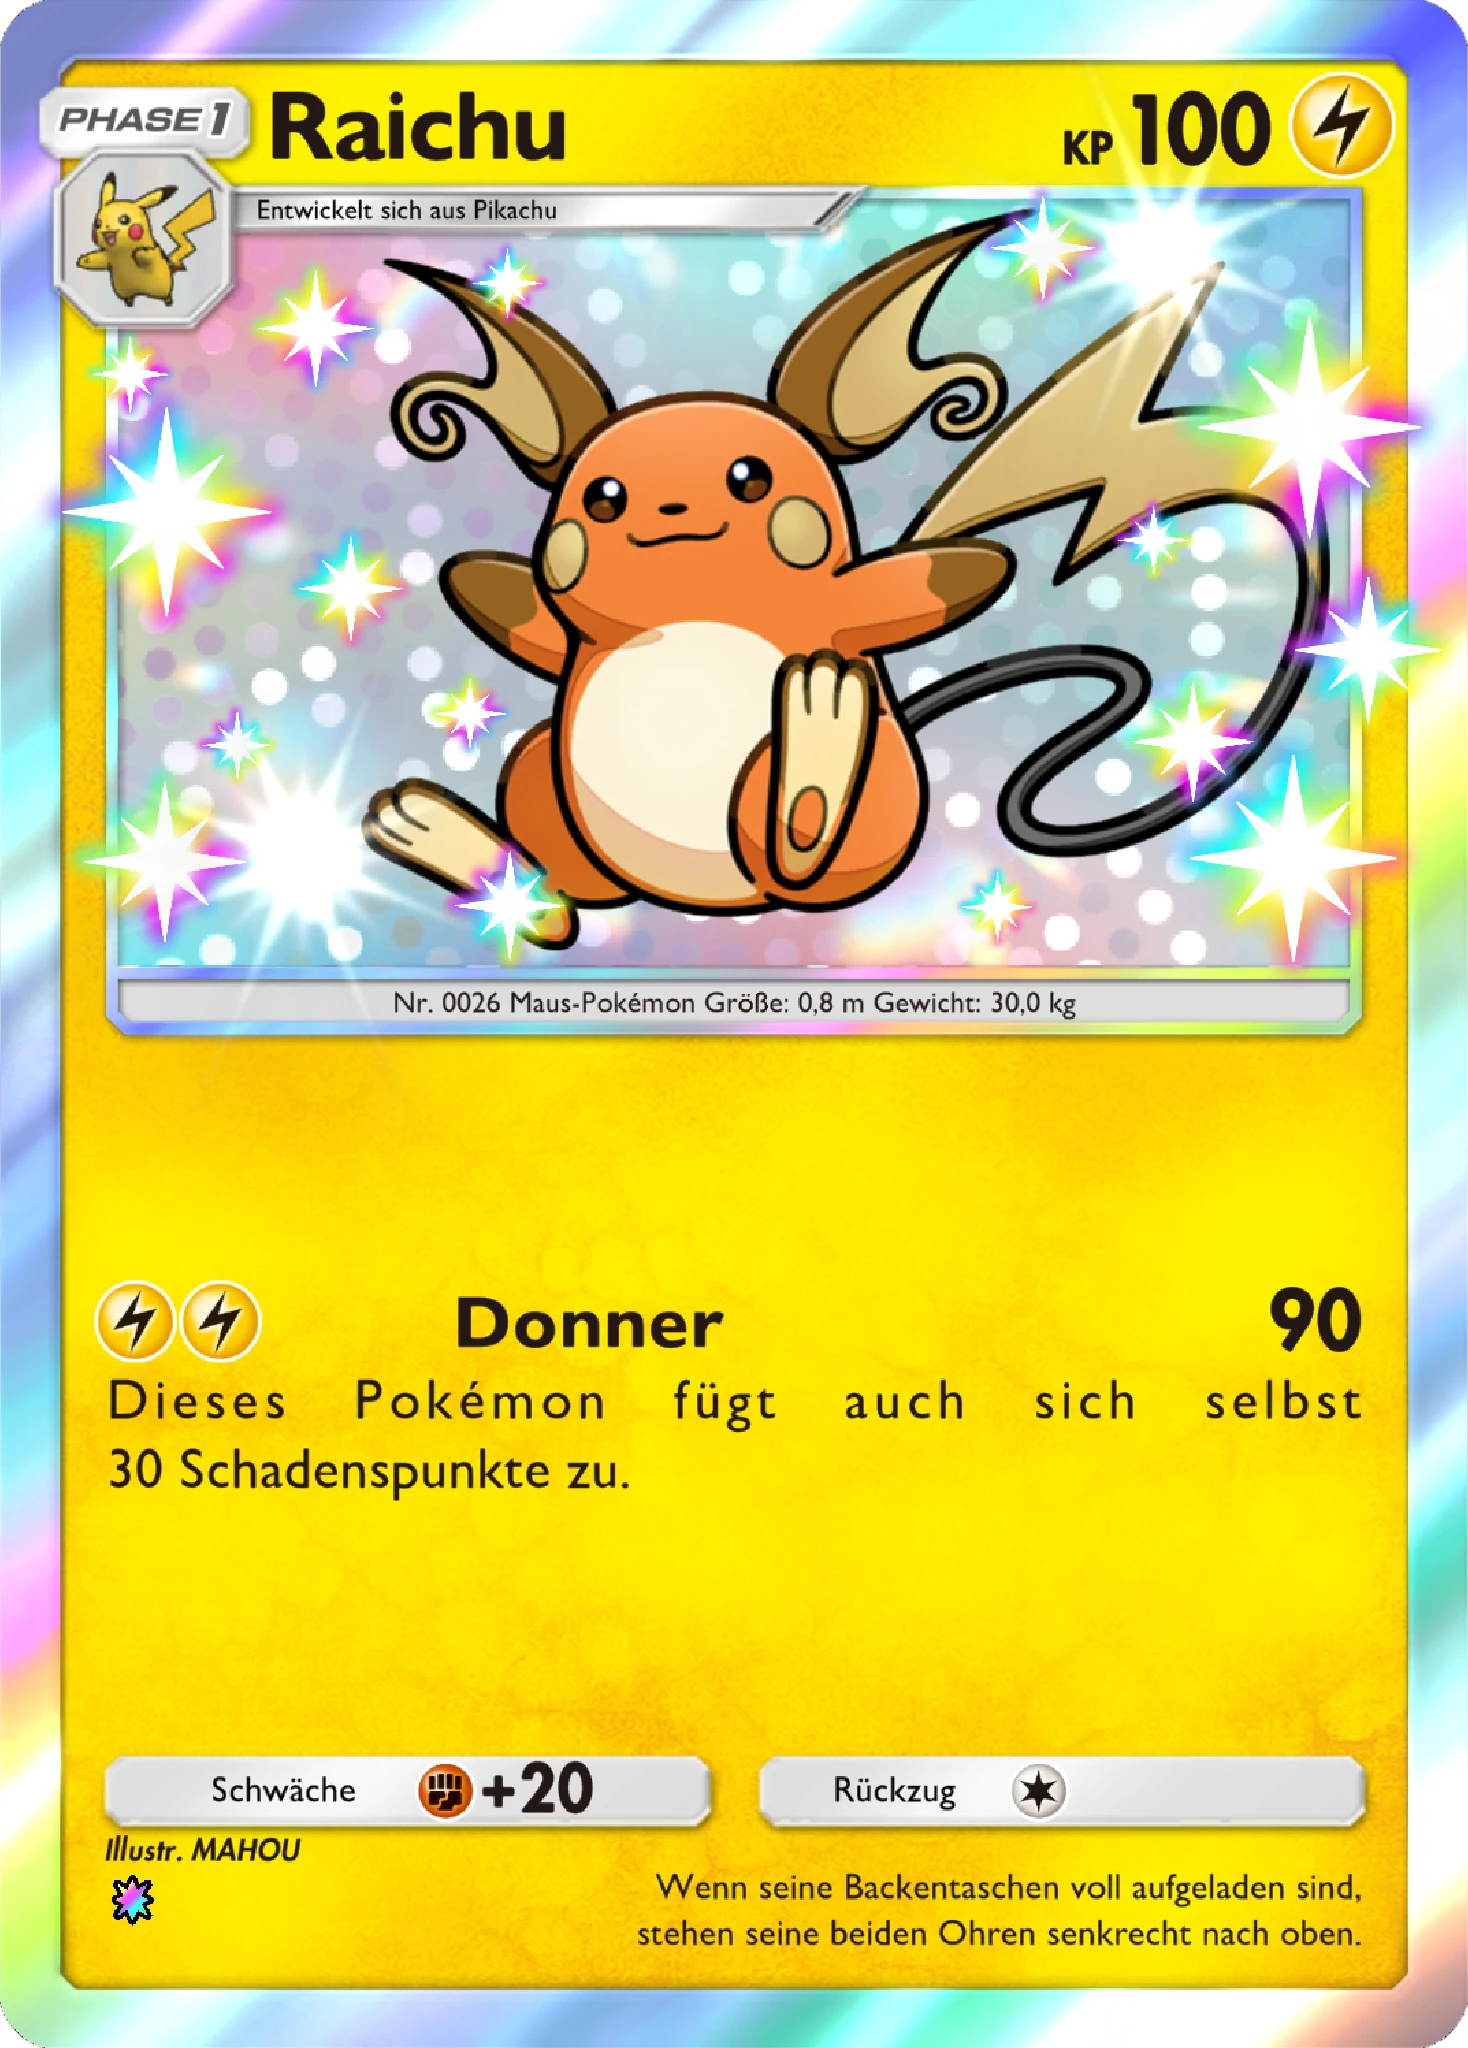 PHASE 1
Raichu
KP 100
Entwickelt sich aus Pikachu
Nr. 0026 Maus-Pokémon Größe: 0,8 m Gewicht: 30,0 kg
Donner 90
Dieses Pokémon fügt auch sich selbst
30 Schadenspunkte zu.
Schwäche +20
Rückzug
Illustr. MAHOU
Wenn seine Backentaschen voll aufgeladen sind,
stehen seine beiden Ohren senkrecht nach oben.